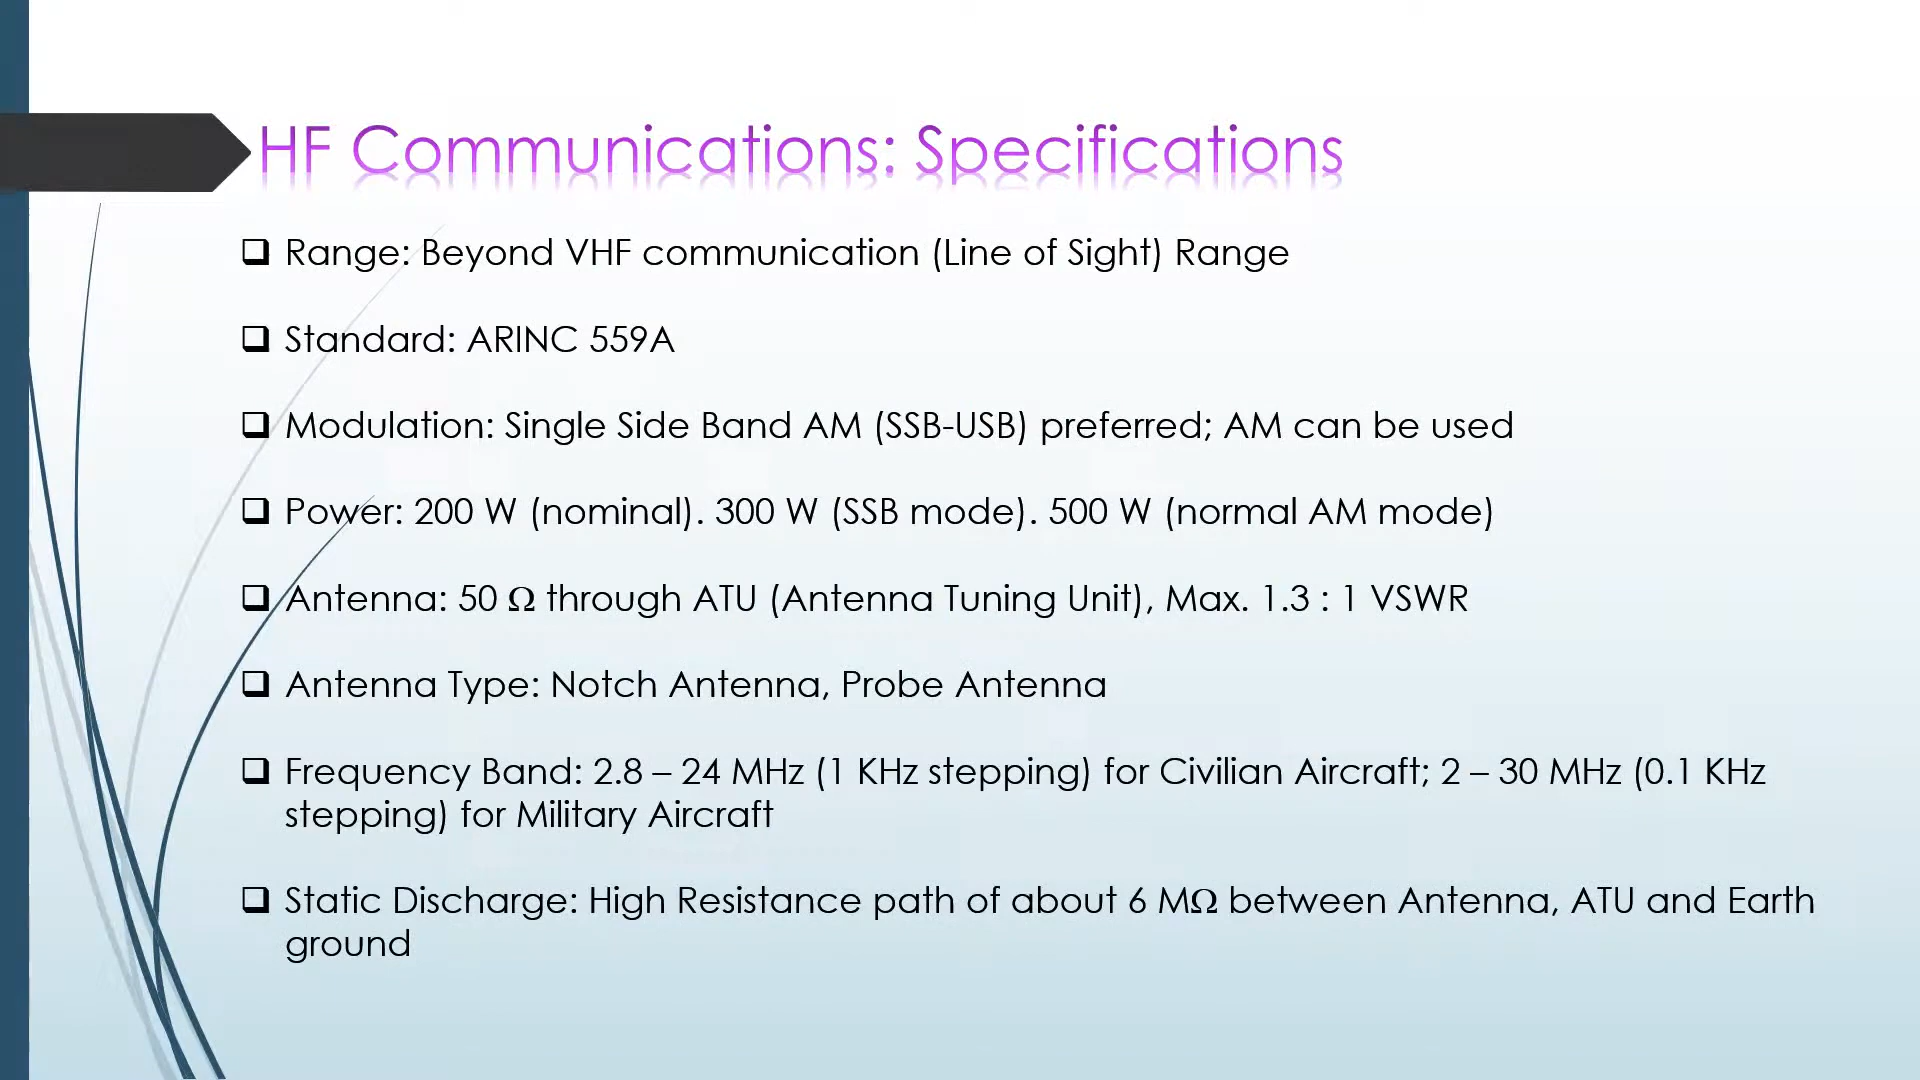 HF Communications: Specifications
❑ Range: Beyond VHF communication (Line of Sight) Range
❑ Standard: ARINC 559A
❑ Modulation: Single Side Band AM (SSB-USB) preferred; AM can be used
❑ Power: 200 W (nominal). 300 W (SSB mode). 500 W (normal AM mode)
❑ Antenna: 50 Ω through ATU (Antenna Tuning Unit), Max. 1.3 : 1 VSWR
❑ Antenna Type: Notch Antenna, Probe Antenna
❑ Frequency Band: 2.8 – 24 MHz (1 KHz stepping) for Civilian Aircraft; 2 – 30 MHz (0.1 KHz
stepping) for Military Aircraft
❑ Static Discharge: High Resistance path of about 6 MΩ between Antenna, ATU and Earth
ground